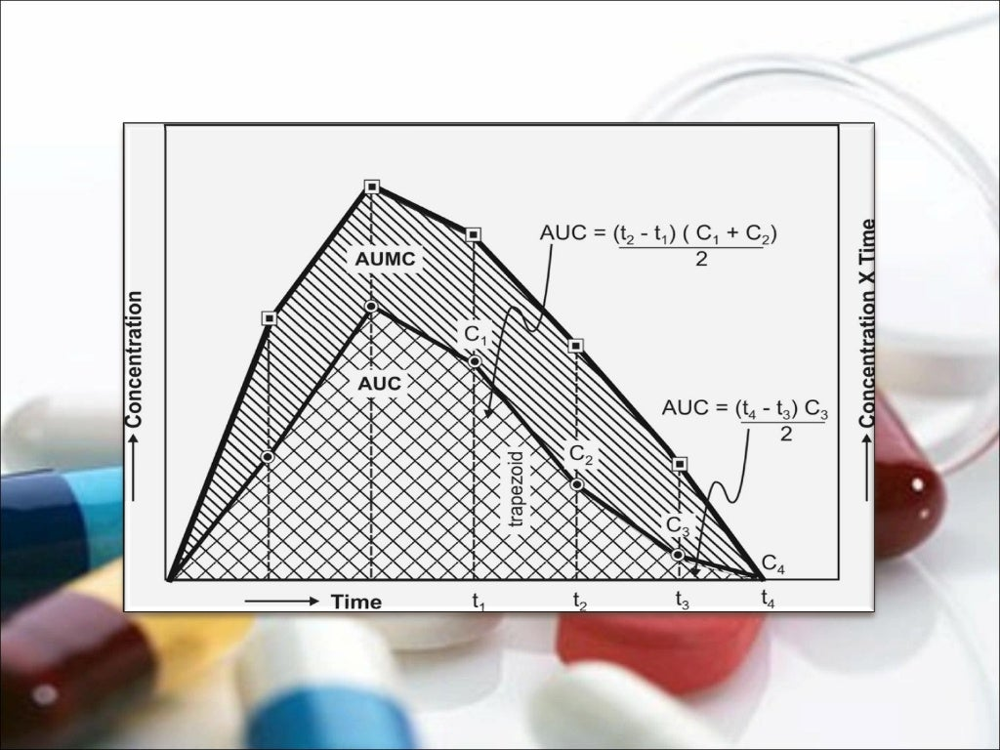 AUC = (t₂ - t₁) ( C₁ + C₂)
2
AUMC
C₁
AUC
AUC = (t₄ - t₃) C₃
2
C₂
trapezoid
C₃
C₄
Concentration
Concentration X Time
Time
t₁
t₂
t₃
t₄